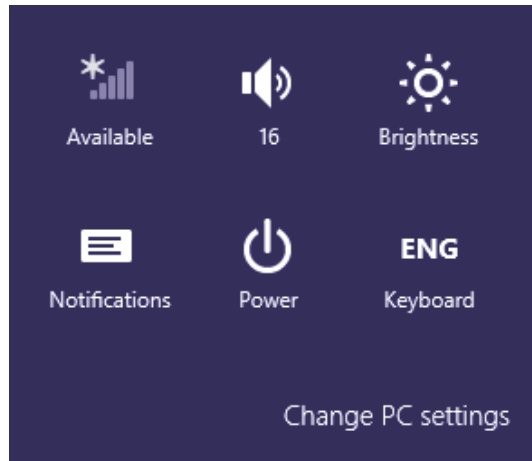 Available
16
Brightness
ENG
Notifications
Power
Keyboard
Change PC settings